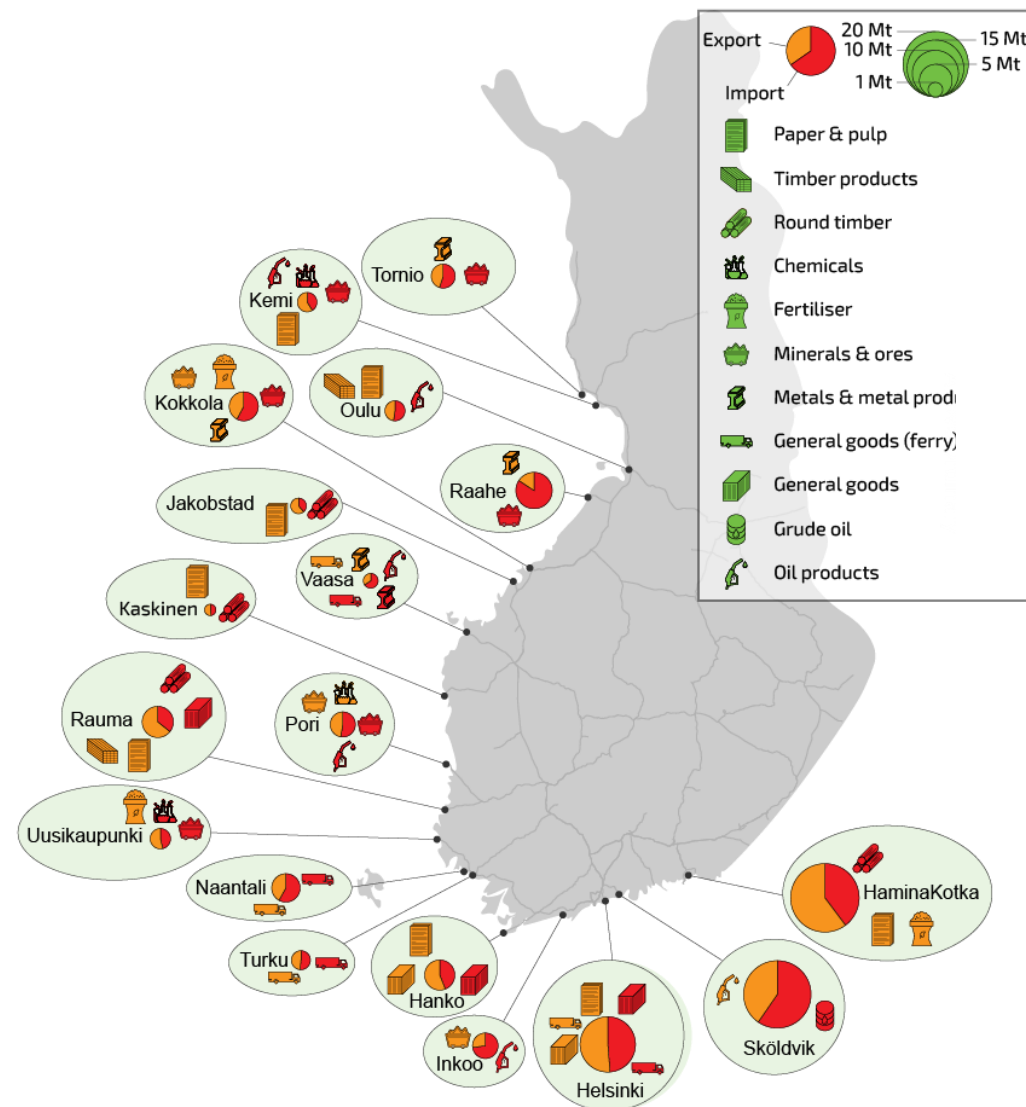 Export
Import
20 Mt
10 Mt
1 Mt
15 Mt
5 Mt
Paper & pulp
Timber products
Round timber
Chemicals
Fertiliser
Minerals & ores
Metals & metal produ
General goods (ferry)
General goods
Grude oil
Oil products
Tornio
Kemi
Kokkola
Oulu
Raahe
Jakobstad
Vaasa
Kaskinen
Rauma
Pori
Uusikaupunki
Naantali
HaminaKotka
Turku
Hanko
Inkoo
Helsinki
Sköldvik